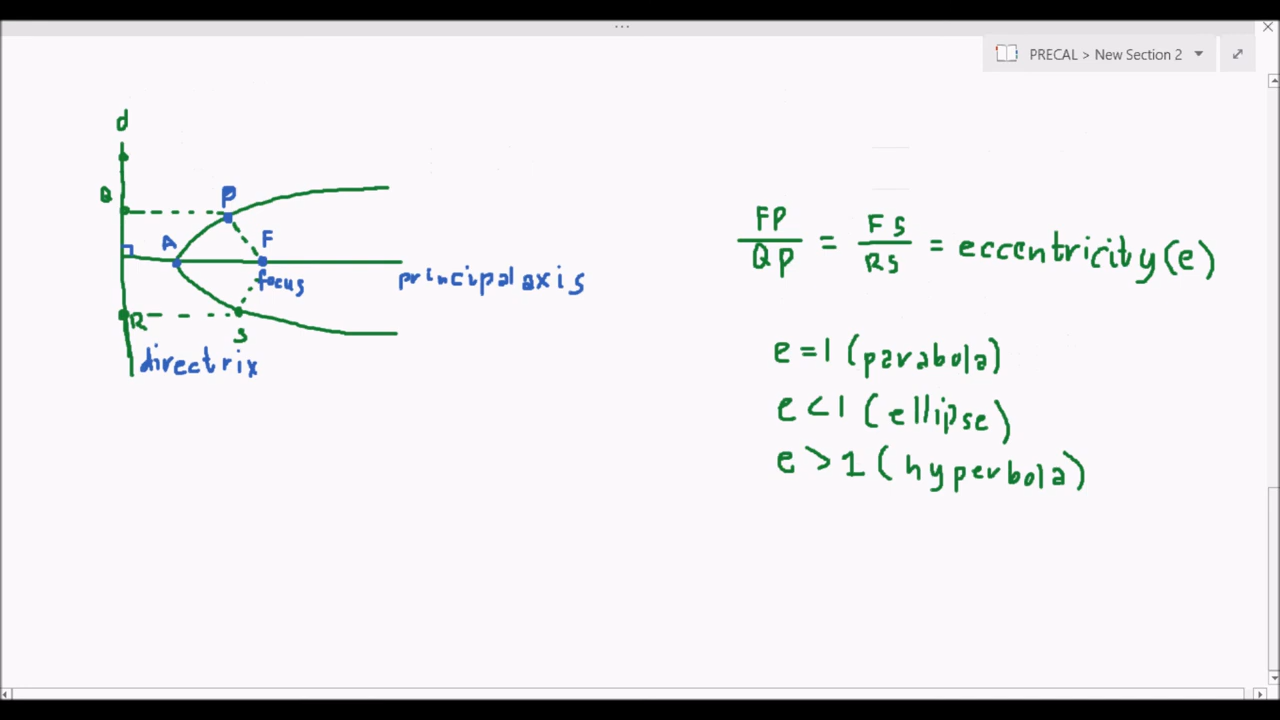 PRECAL > New Section 2
d
Q
P
A
F
focus
principal axis
R
S
directrix
FP/QP = FS/RS = eccentricity(e)
e = 1 (parabola)
e < 1 (ellipse)
e > 1 (hyperbola)